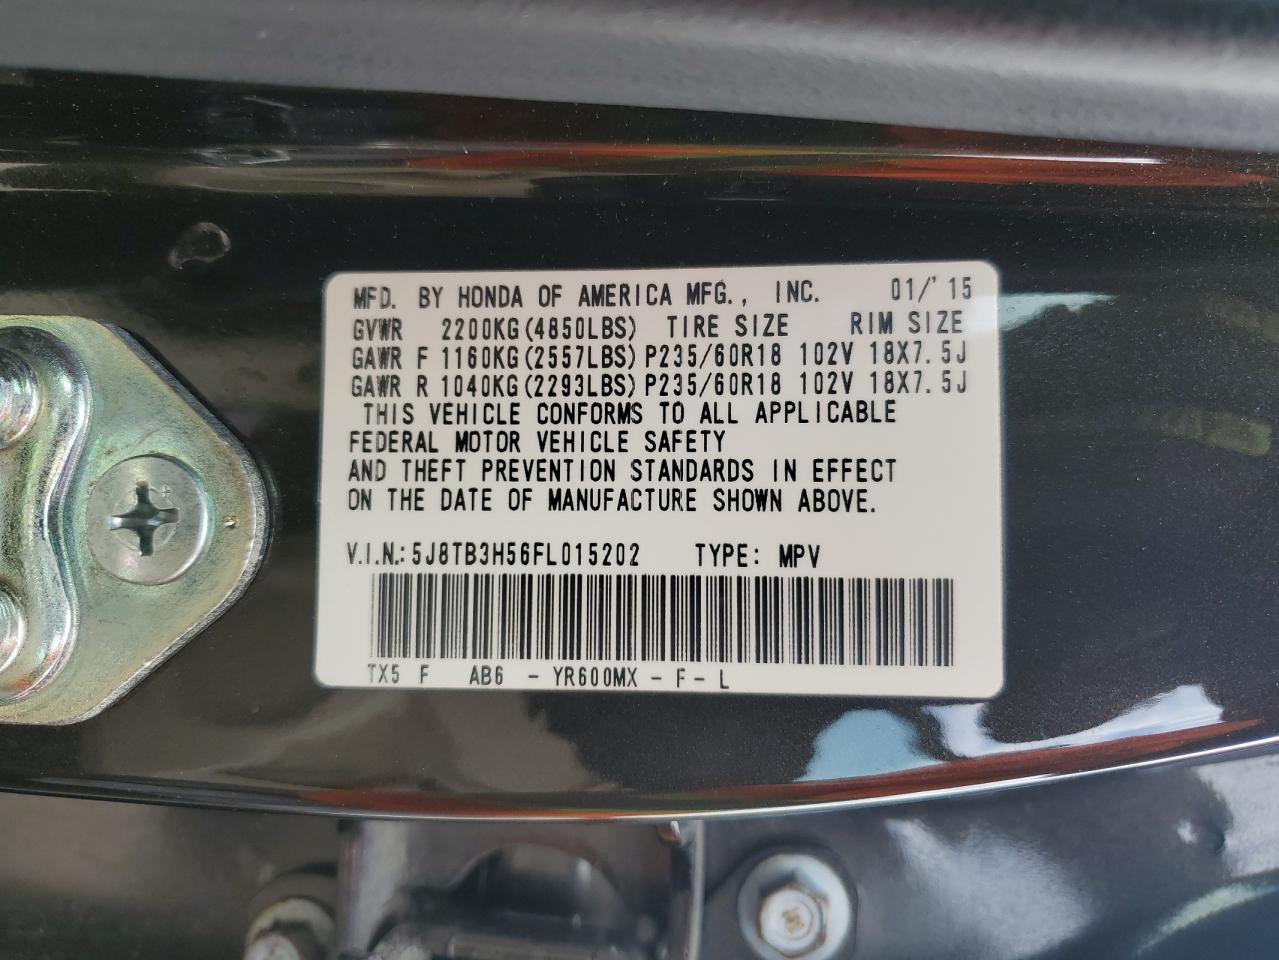 MFD. BY HONDA OF AMERICA MFG., INC. 01/'15
GVWR 2200KG(4850LBS) TIRE SIZE RIM SIZE
GAWR F 1160KG(2557LBS)P235/60R18 102V 18X7.5J
GAWR R 1040KG(2293LBS)P235/60R18 102V 18X7.5J
THIS VEHICLE CONFORMS TO ALL APPLICABLE
FEDERAL MOTOR VEHICLE SAFETY
AND THEFT PREVENTION STANDARDS IN EFFECT
ON THE DATE OF MANUFACTURE SHOWN ABOVE.
V.I.N.: 5J8TB3H56FL015202 TYPE: MPV
TX5 F AB6 - YR600MX - F - L